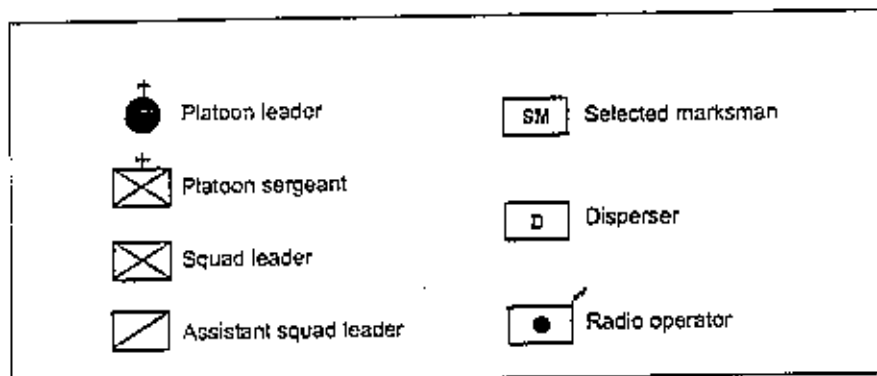 Platoon leader
Platoon sergeant
Squad leader
Assistant squad leader
SM Selected marksman
D Disperser
Radio operator